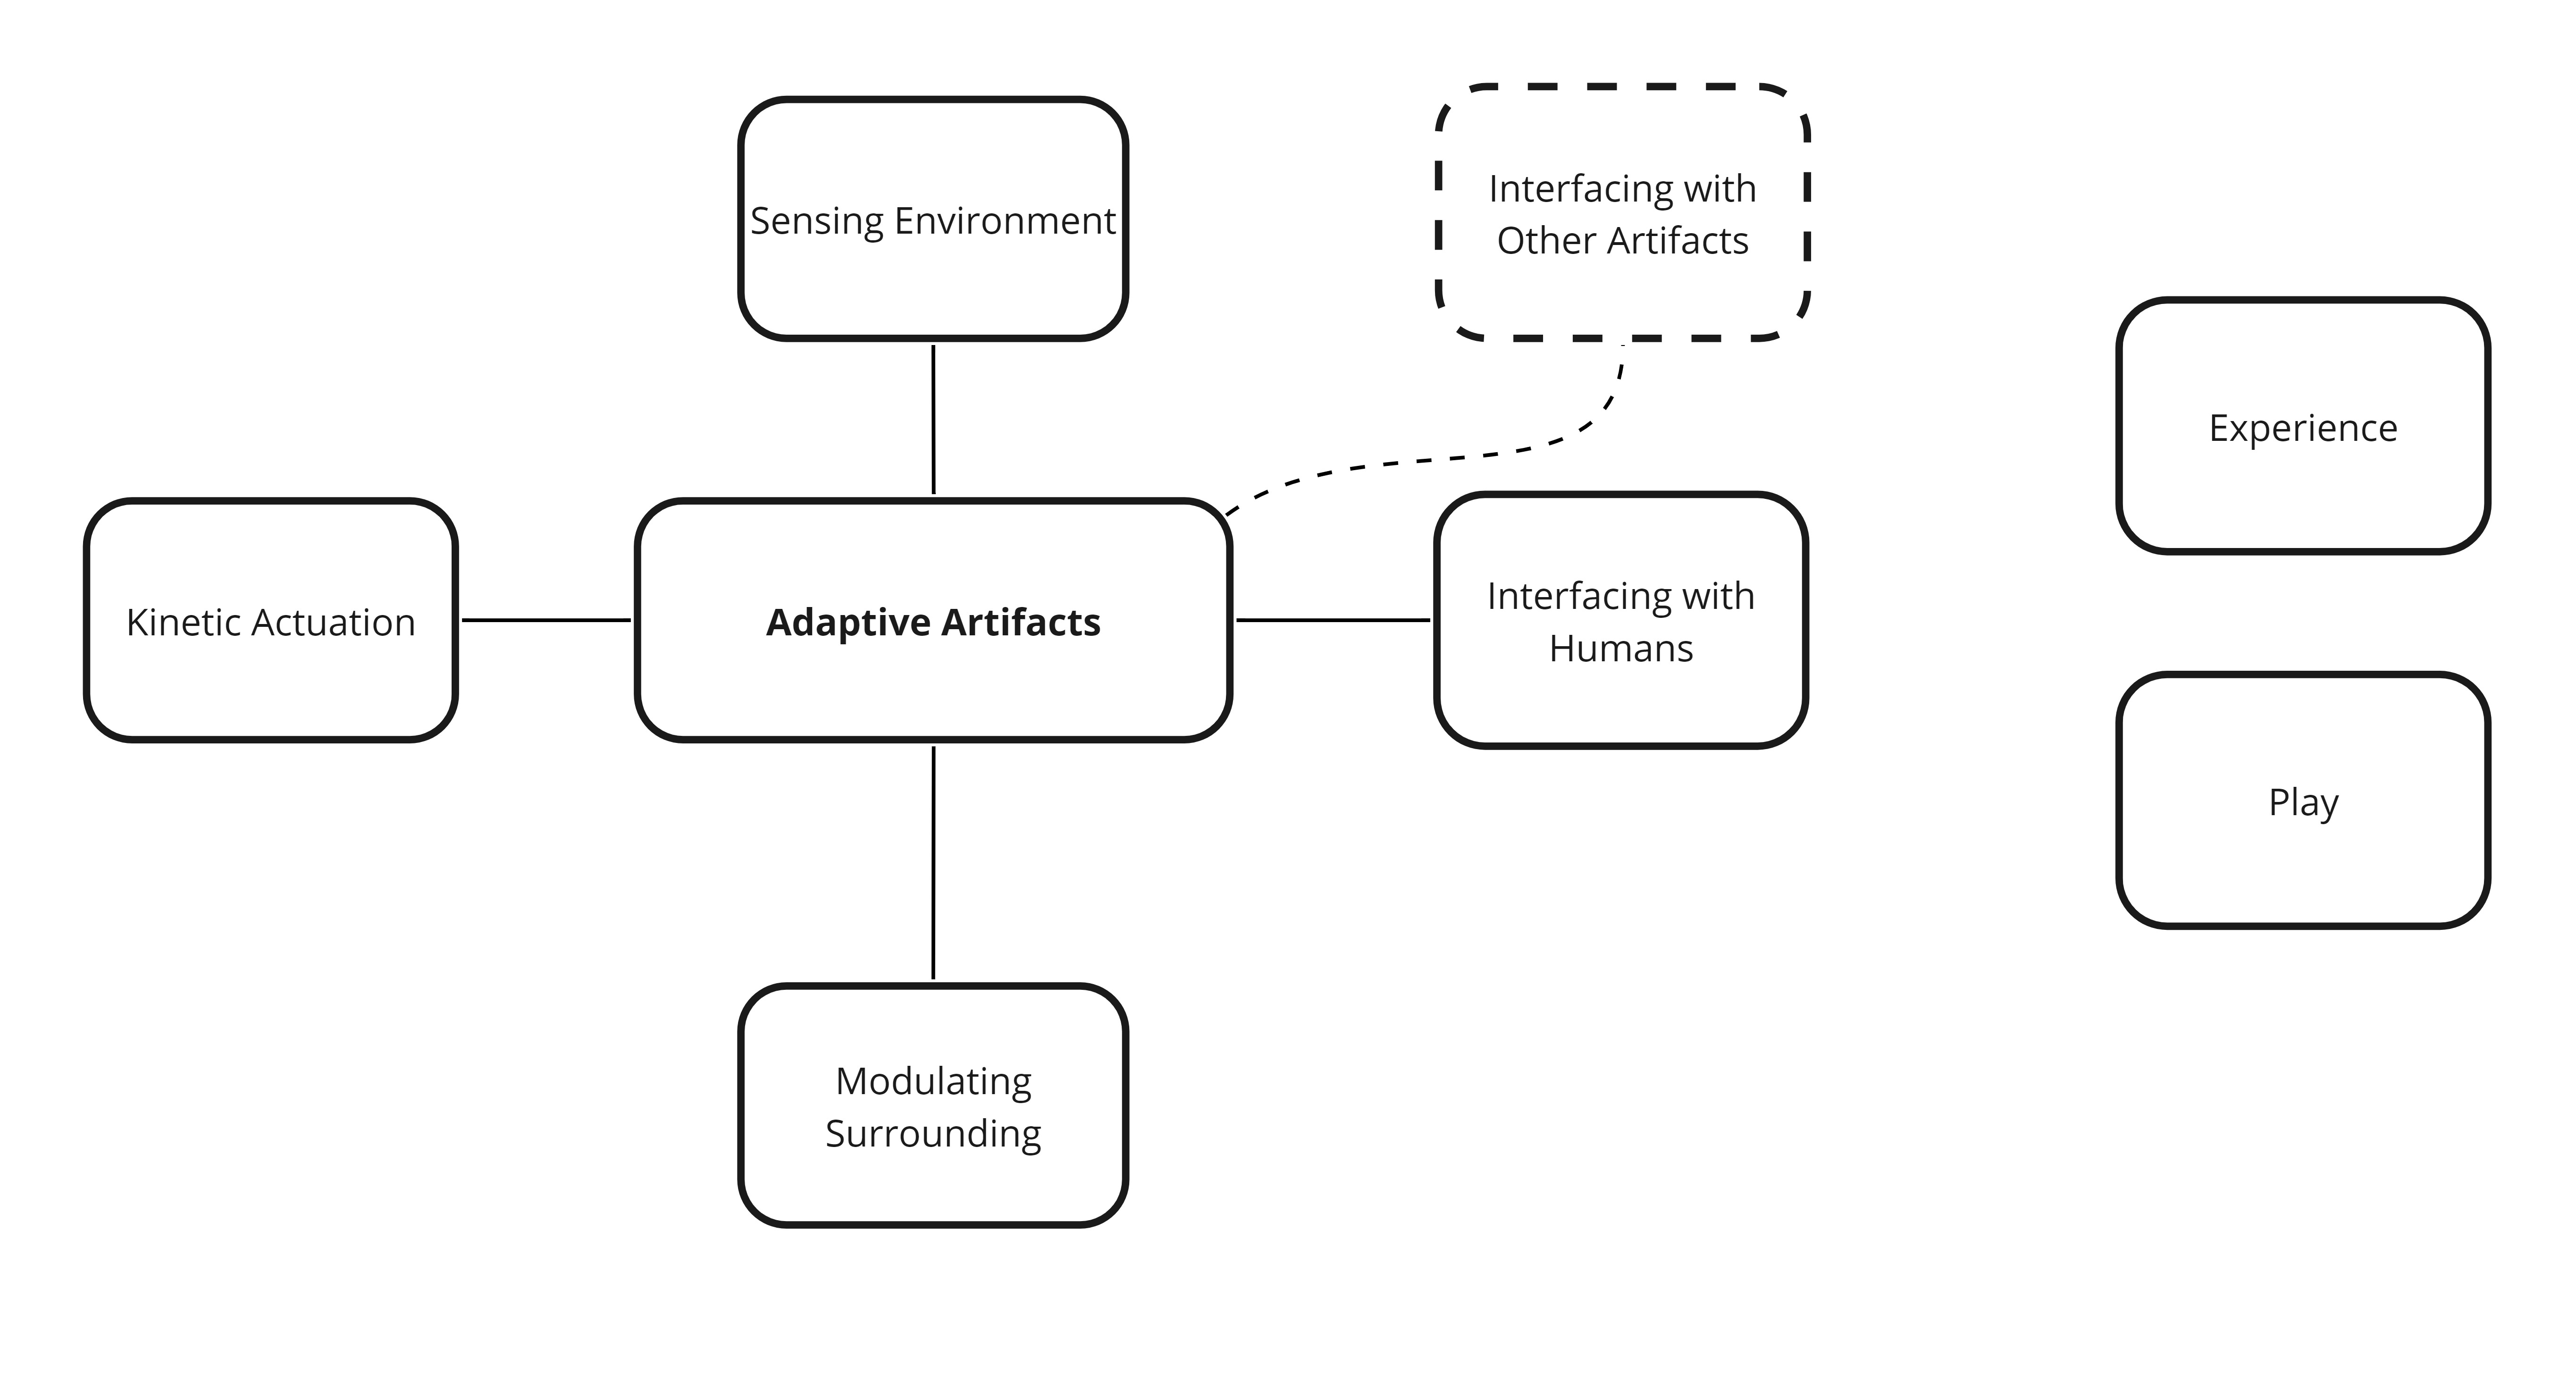 Sensing Environment
Interfacing with
Other Artifacts
Experience
Kinetic Actuation
Adaptive Artifacts
Interfacing with
Humans
Play
Modulating
Surrounding